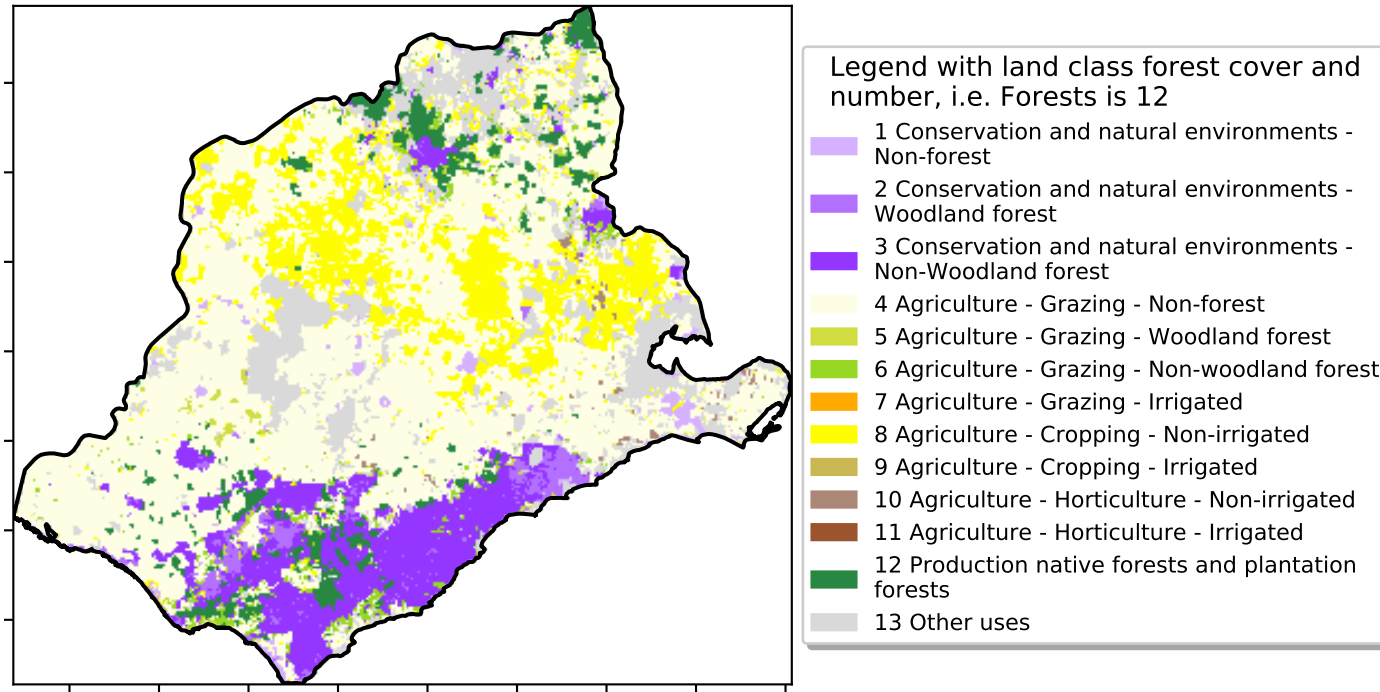 Legend with land class forest cover and
number, i.e. Forests is 12
1 Conservation and natural environments -
Non-forest
2 Conservation and natural environments -
Woodland forest
3 Conservation and natural environments -
Non-Woodland forest
4 Agriculture - Grazing - Non-forest
5 Agriculture - Grazing - Woodland forest
6 Agriculture - Grazing - Non-woodland forest
7 Agriculture - Grazing - Irrigated
8 Agriculture - Cropping - Non-irrigated
9 Agriculture - Cropping - Irrigated
10 Agriculture - Horticulture - Non-irrigated
11 Agriculture - Horticulture - Irrigated
12 Production native forests and plantation
forests
13 Other uses